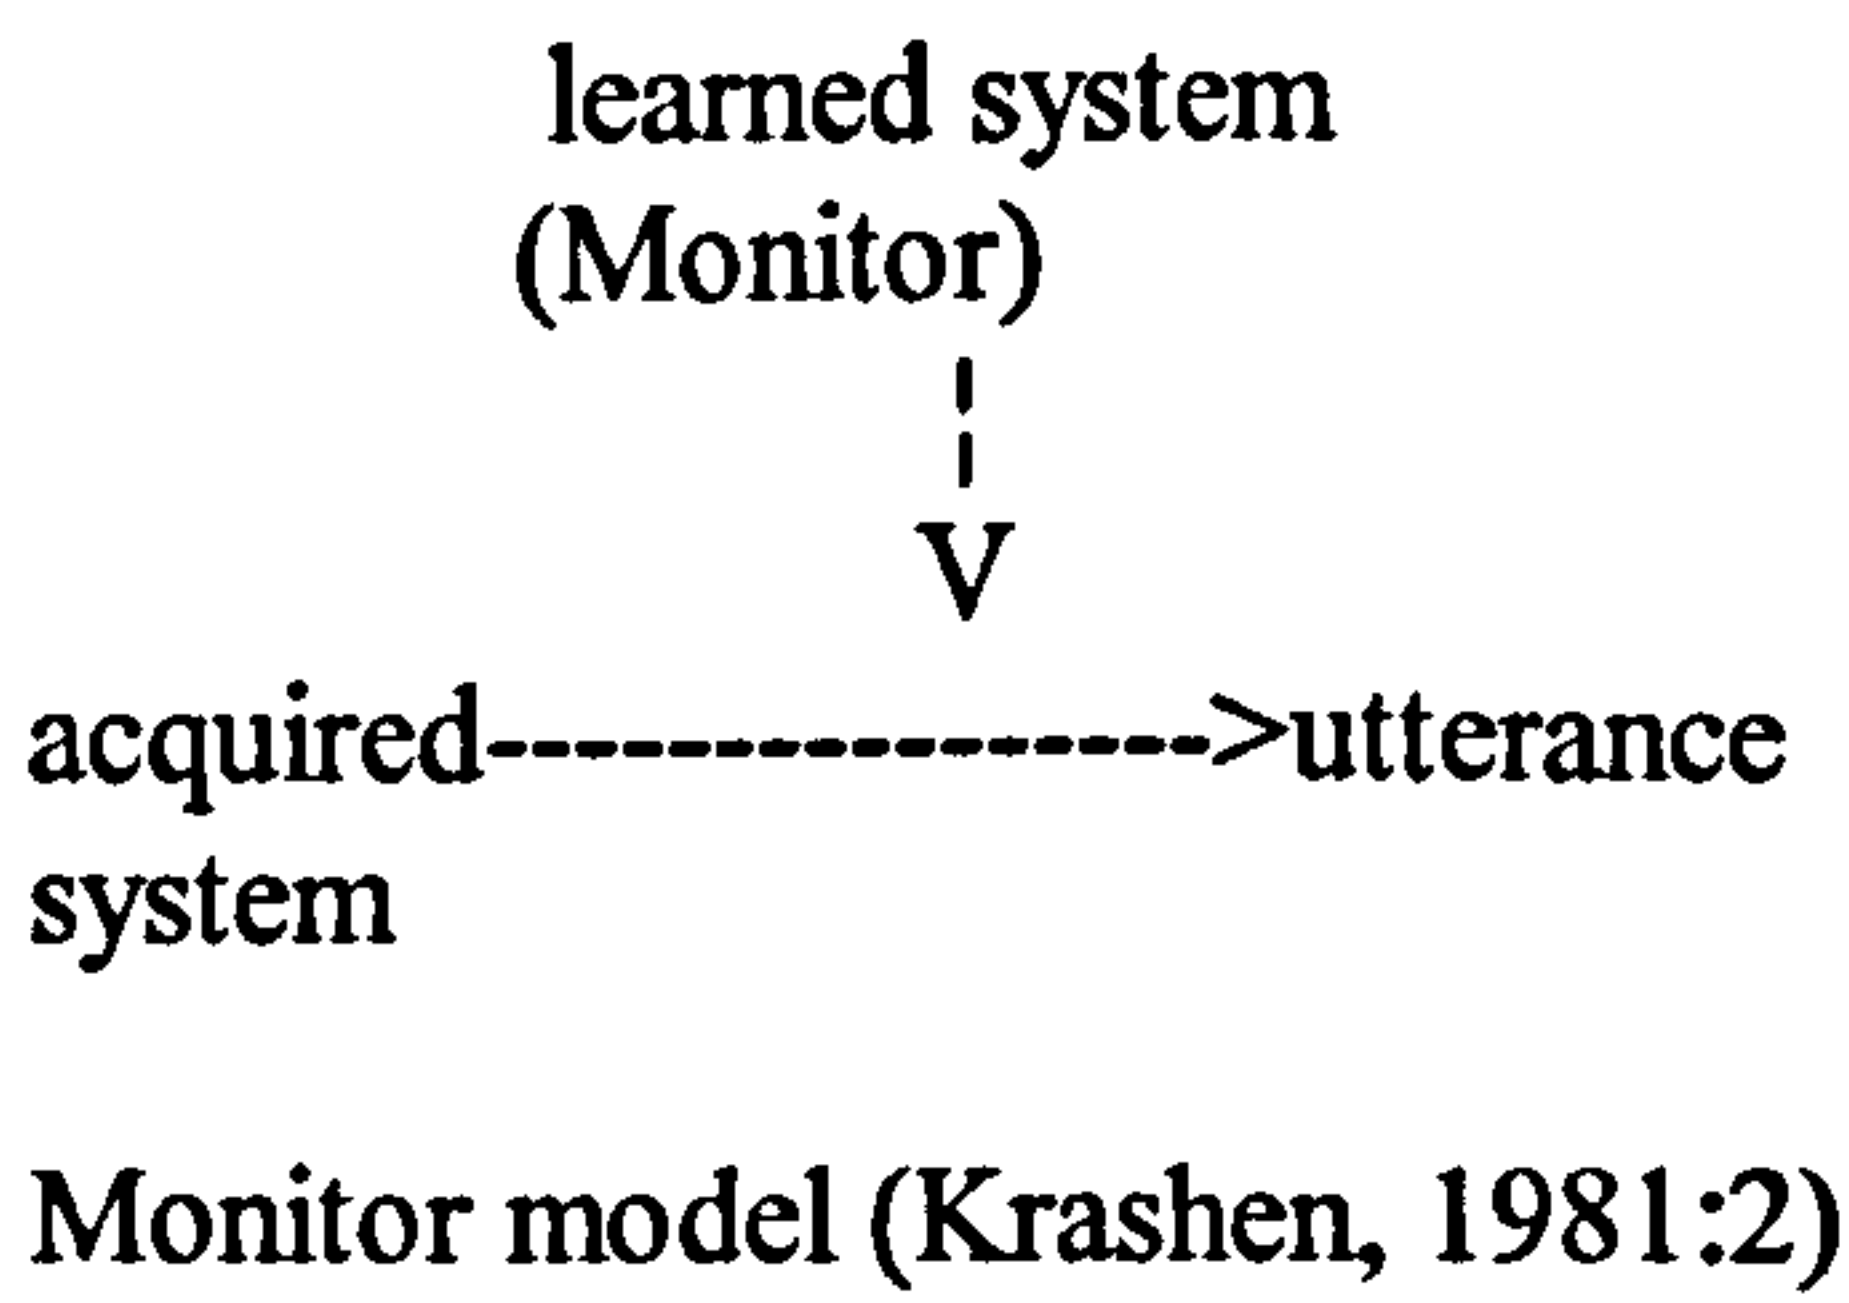 learned system
(Monitor)
¦
¦
V
acquired----------------->utterance
system
Monitor model (Krashen, 1981:2)